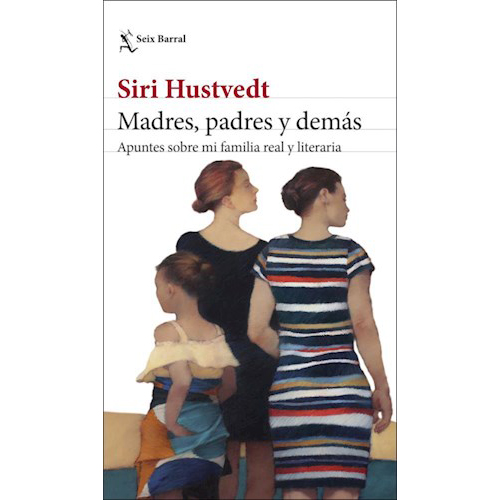 Seix Barral
Siri Hustvedt
Madres, padres y demás
Apuntes sobre mi familia real y literaria